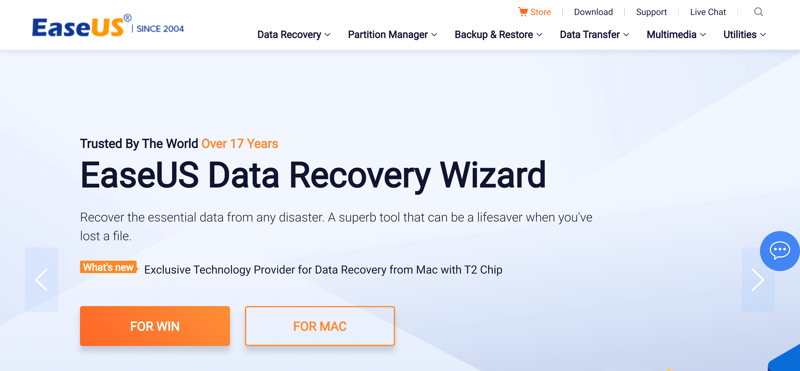 Store Download Support Live Chat
EaseUS® SINCE 2004
Data Recovery Partition Manager Backup & Restore Data Transfer Multimedia Utilities
Trusted By The World Over 17 Years
EaseUS Data Recovery Wizard
Recover the essential data from any disaster. A superb tool that can be a lifesaver when you've
lost a file.
What's new Exclusive Technology Provider for Data Recovery from Mac with T2 Chip
FOR WIN FOR MAC